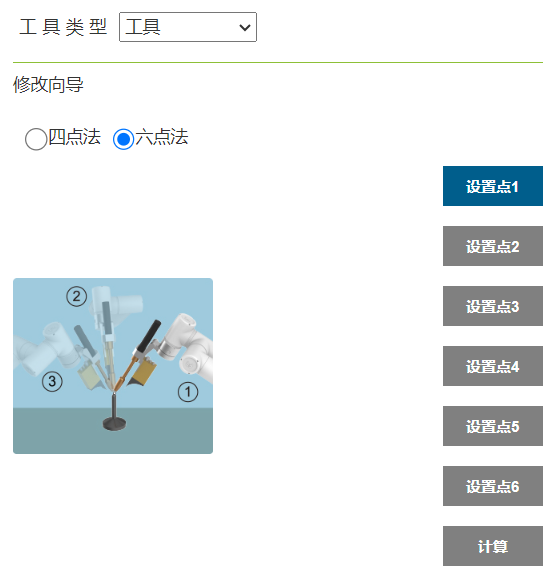 工具类型 工具
修改向导
四点法 六点法
设置点1
设置点2
设置点3
②
③
①
设置点4
设置点5
设置点6
计算